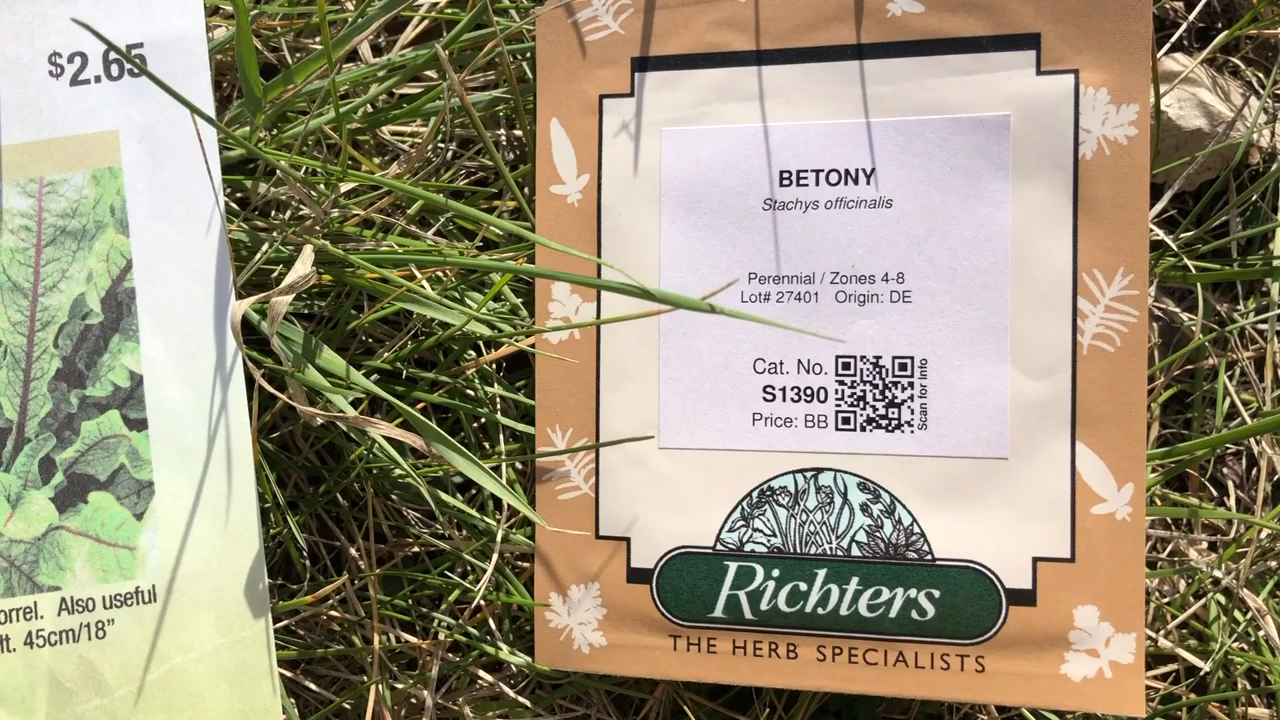 $2.65
orrel. Also useful
Ht. 45cm/18”
BETONY
Stachys officinalis
Perennial / Zones 4-8
Lot# 27401 Origin: DE
Cat. No.
S1390
Price: BB
Scan for Info
Richters
THE HERB SPECIALISTS